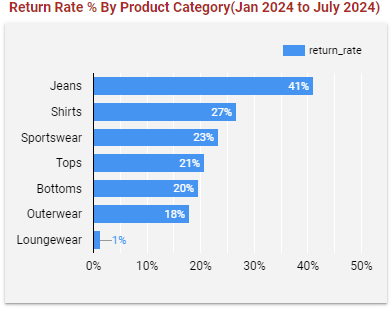 Return Rate % By Product Category(Jan 2024 to July 2024)
return_rate
Jeans 41%
Shirts 27%
Sportswear 23%
Tops 21%
Bottoms 20%
Outerwear 18%
Loungewear 1%
0% 10% 20% 30% 40% 50%